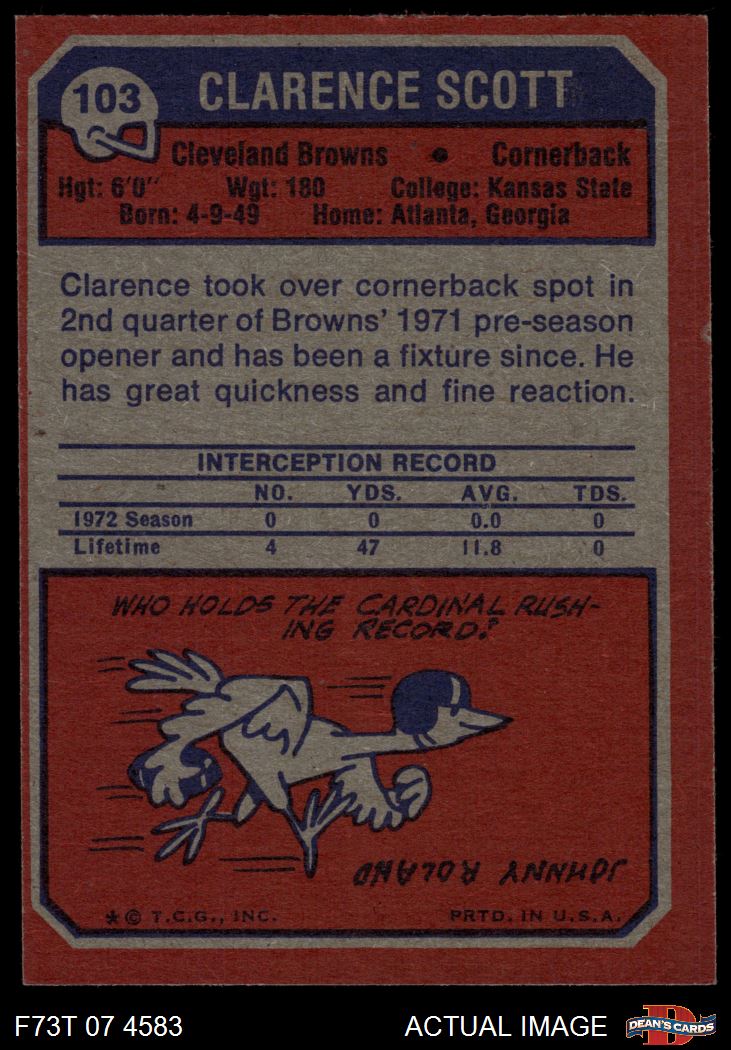 103 CLARENCE SCOTT
Cleveland Browns • Cornerback
Hgt: 6'0" Wgt: 180 College: Kansas State
Born: 4-9-49 Home: Atlanta, Georgia
Clarence took over cornerback spot in
2nd quarter of Browns' 1971 pre-season
opener and has been a fixture since. He
has great quickness and fine reaction.
INTERCEPTION RECORD
NO. YDS. AVG. TDS.
1972 Season 0 0 0.0 0
Lifetime 4 47 11.8 0
WHO HOLDS THE CARDINAL RUSH-
ING RECORD?
JOHNNY ROLAND
* © T.C.G., INC. PRTD. IN U.S.A.
F73T 07 4583 ACTUAL IMAGE DEAN'S CARDS